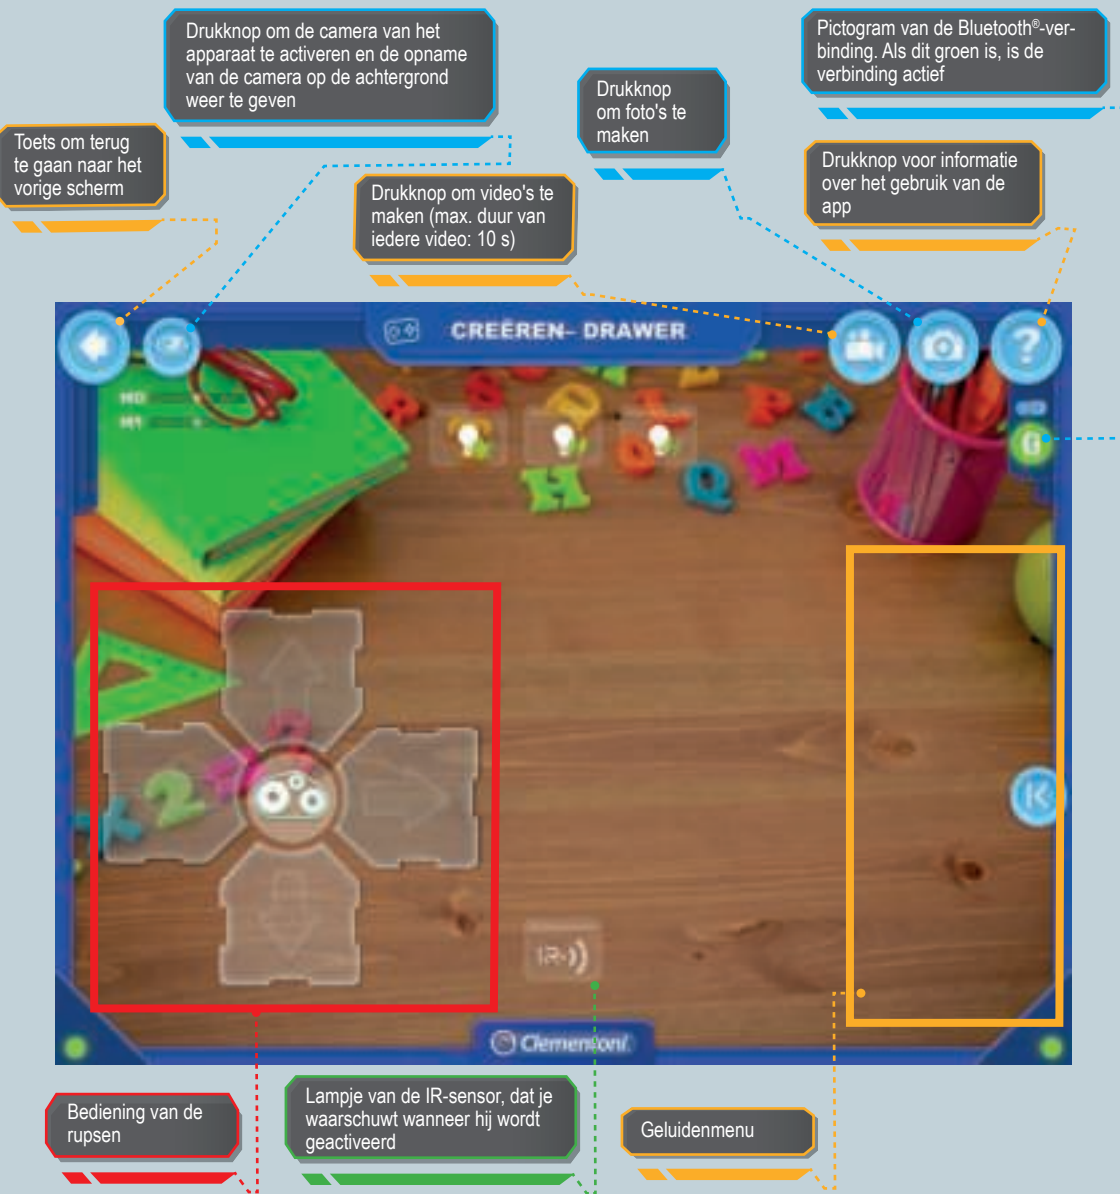 Drukknop om de camera van het
apparaat te activeren en de opname
van de camera op de achtergrond
weer te geven
Pictogram van de Bluetooth®-ver-
binding. Als dit groen is, is de
verbinding actief
Drukknop
om foto's te
maken
Toets om terug
te gaan naar het
vorige scherm
Drukknop om video's te
maken (max. duur van
iedere video: 10 s)
Drukknop voor informatie
over het gebruik van de
app
CREËREN– DRAWER
?
M0
M1
G
H
Q
2
IR
Clementoni
Bediening van de
rupsen
Lampje van de IR-sensor, dat je
waarschuwt wanneer hij wordt
geactiveerd
Geluidenmenu